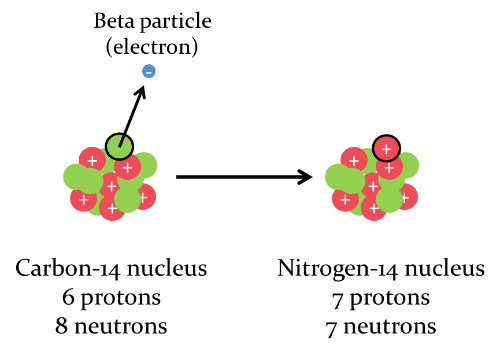 Beta particle
(electron)
-
+ + + + + +
+ + + + + + +
Carbon-14 nucleus
6 protons
8 neutrons
Nitrogen-14 nucleus
7 protons
7 neutrons